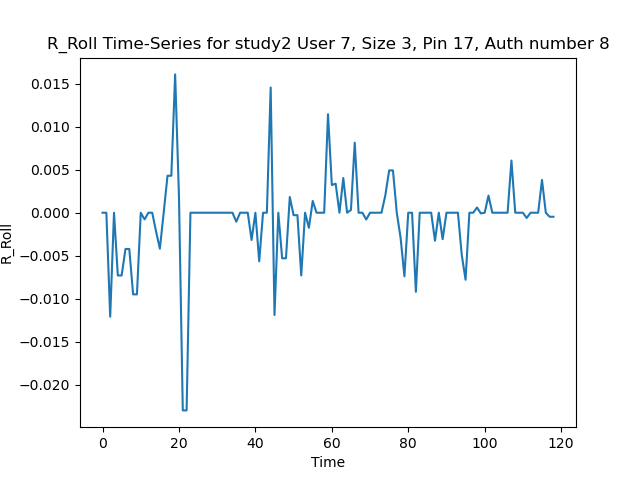 R_Roll Time-Series for study2 User 7, Size 3, Pin 17, Auth number 8
0.015
0.010
0.005
0.000
−0.005
−0.010
−0.015
−0.020
R_Roll
0 20 40 60 80 100 120
Time